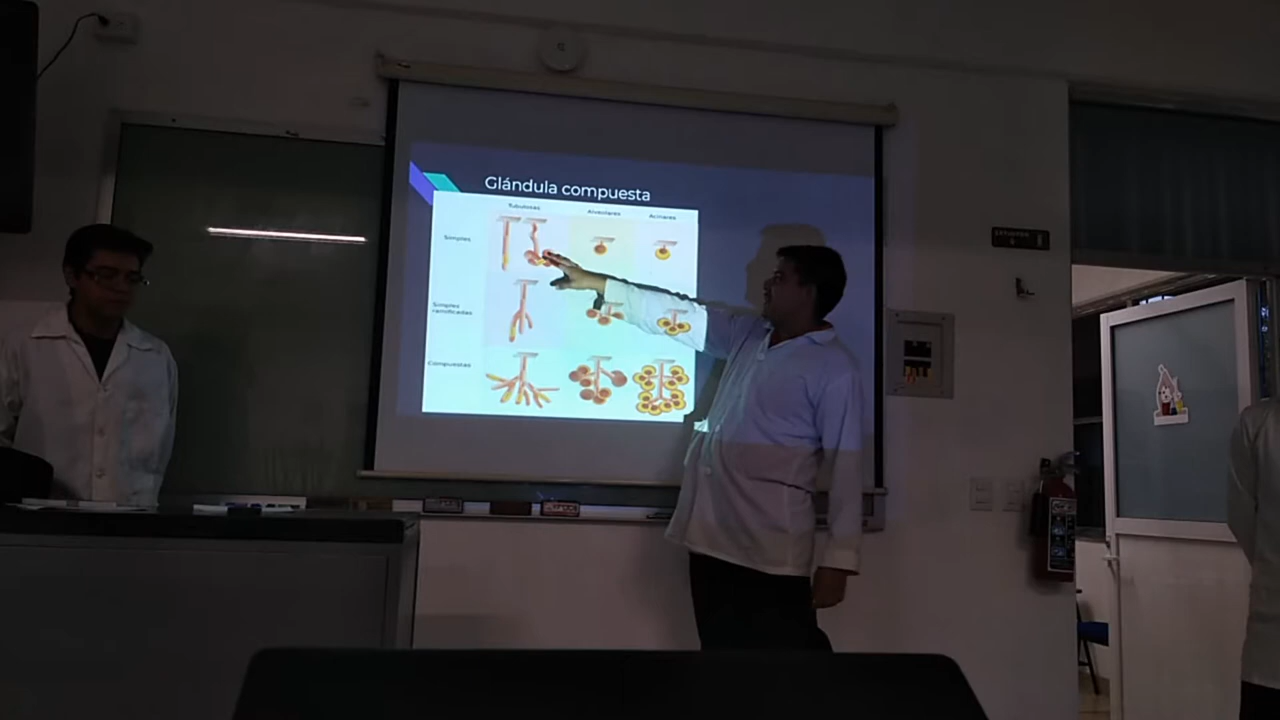 Glándula compuesta
Tubulosas Alveolares Acinares
Simples
Simples
ramificadas
Compuestas